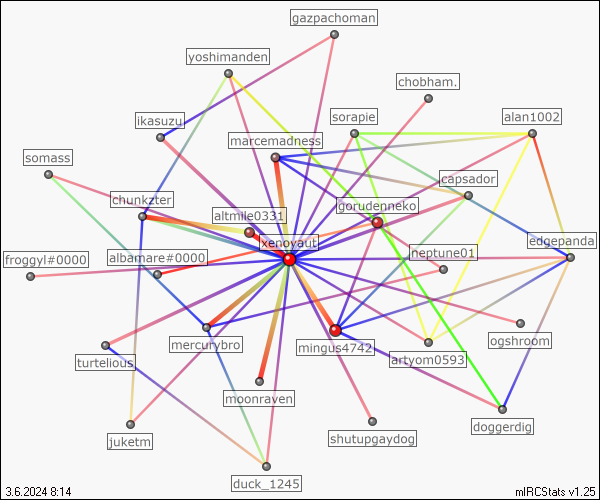 gazpachoman
yoshimanden
chobham.
ikasuzu
sorapie
alan1002
marcemadness
somass
capsador
chunkzter
altmile0331
gorudenneko
xenoyaut
edgepanda
froggyl#0000
albamare#0000
neptune01
mercurybro
mingus4742
ogshroom
turtelious
artyom0593
moonraven
doggerdig
juketm
shutupgaydog
duck_1245
3.6.2024 8:14
mIRCStats v1.25